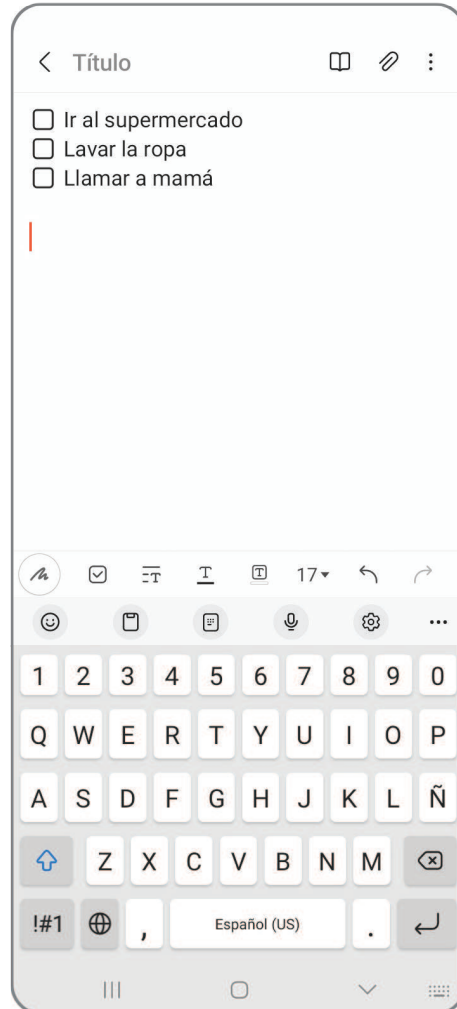 Título
Ir al supermercado
Lavar la ropa
Llamar a mamá
17
1 2 3 4 5 6 7 8 9 0
Q W E R T Y U I O P
A S D F G H J K L Ñ
Z X C V B N M
!#1 , Español (US) .